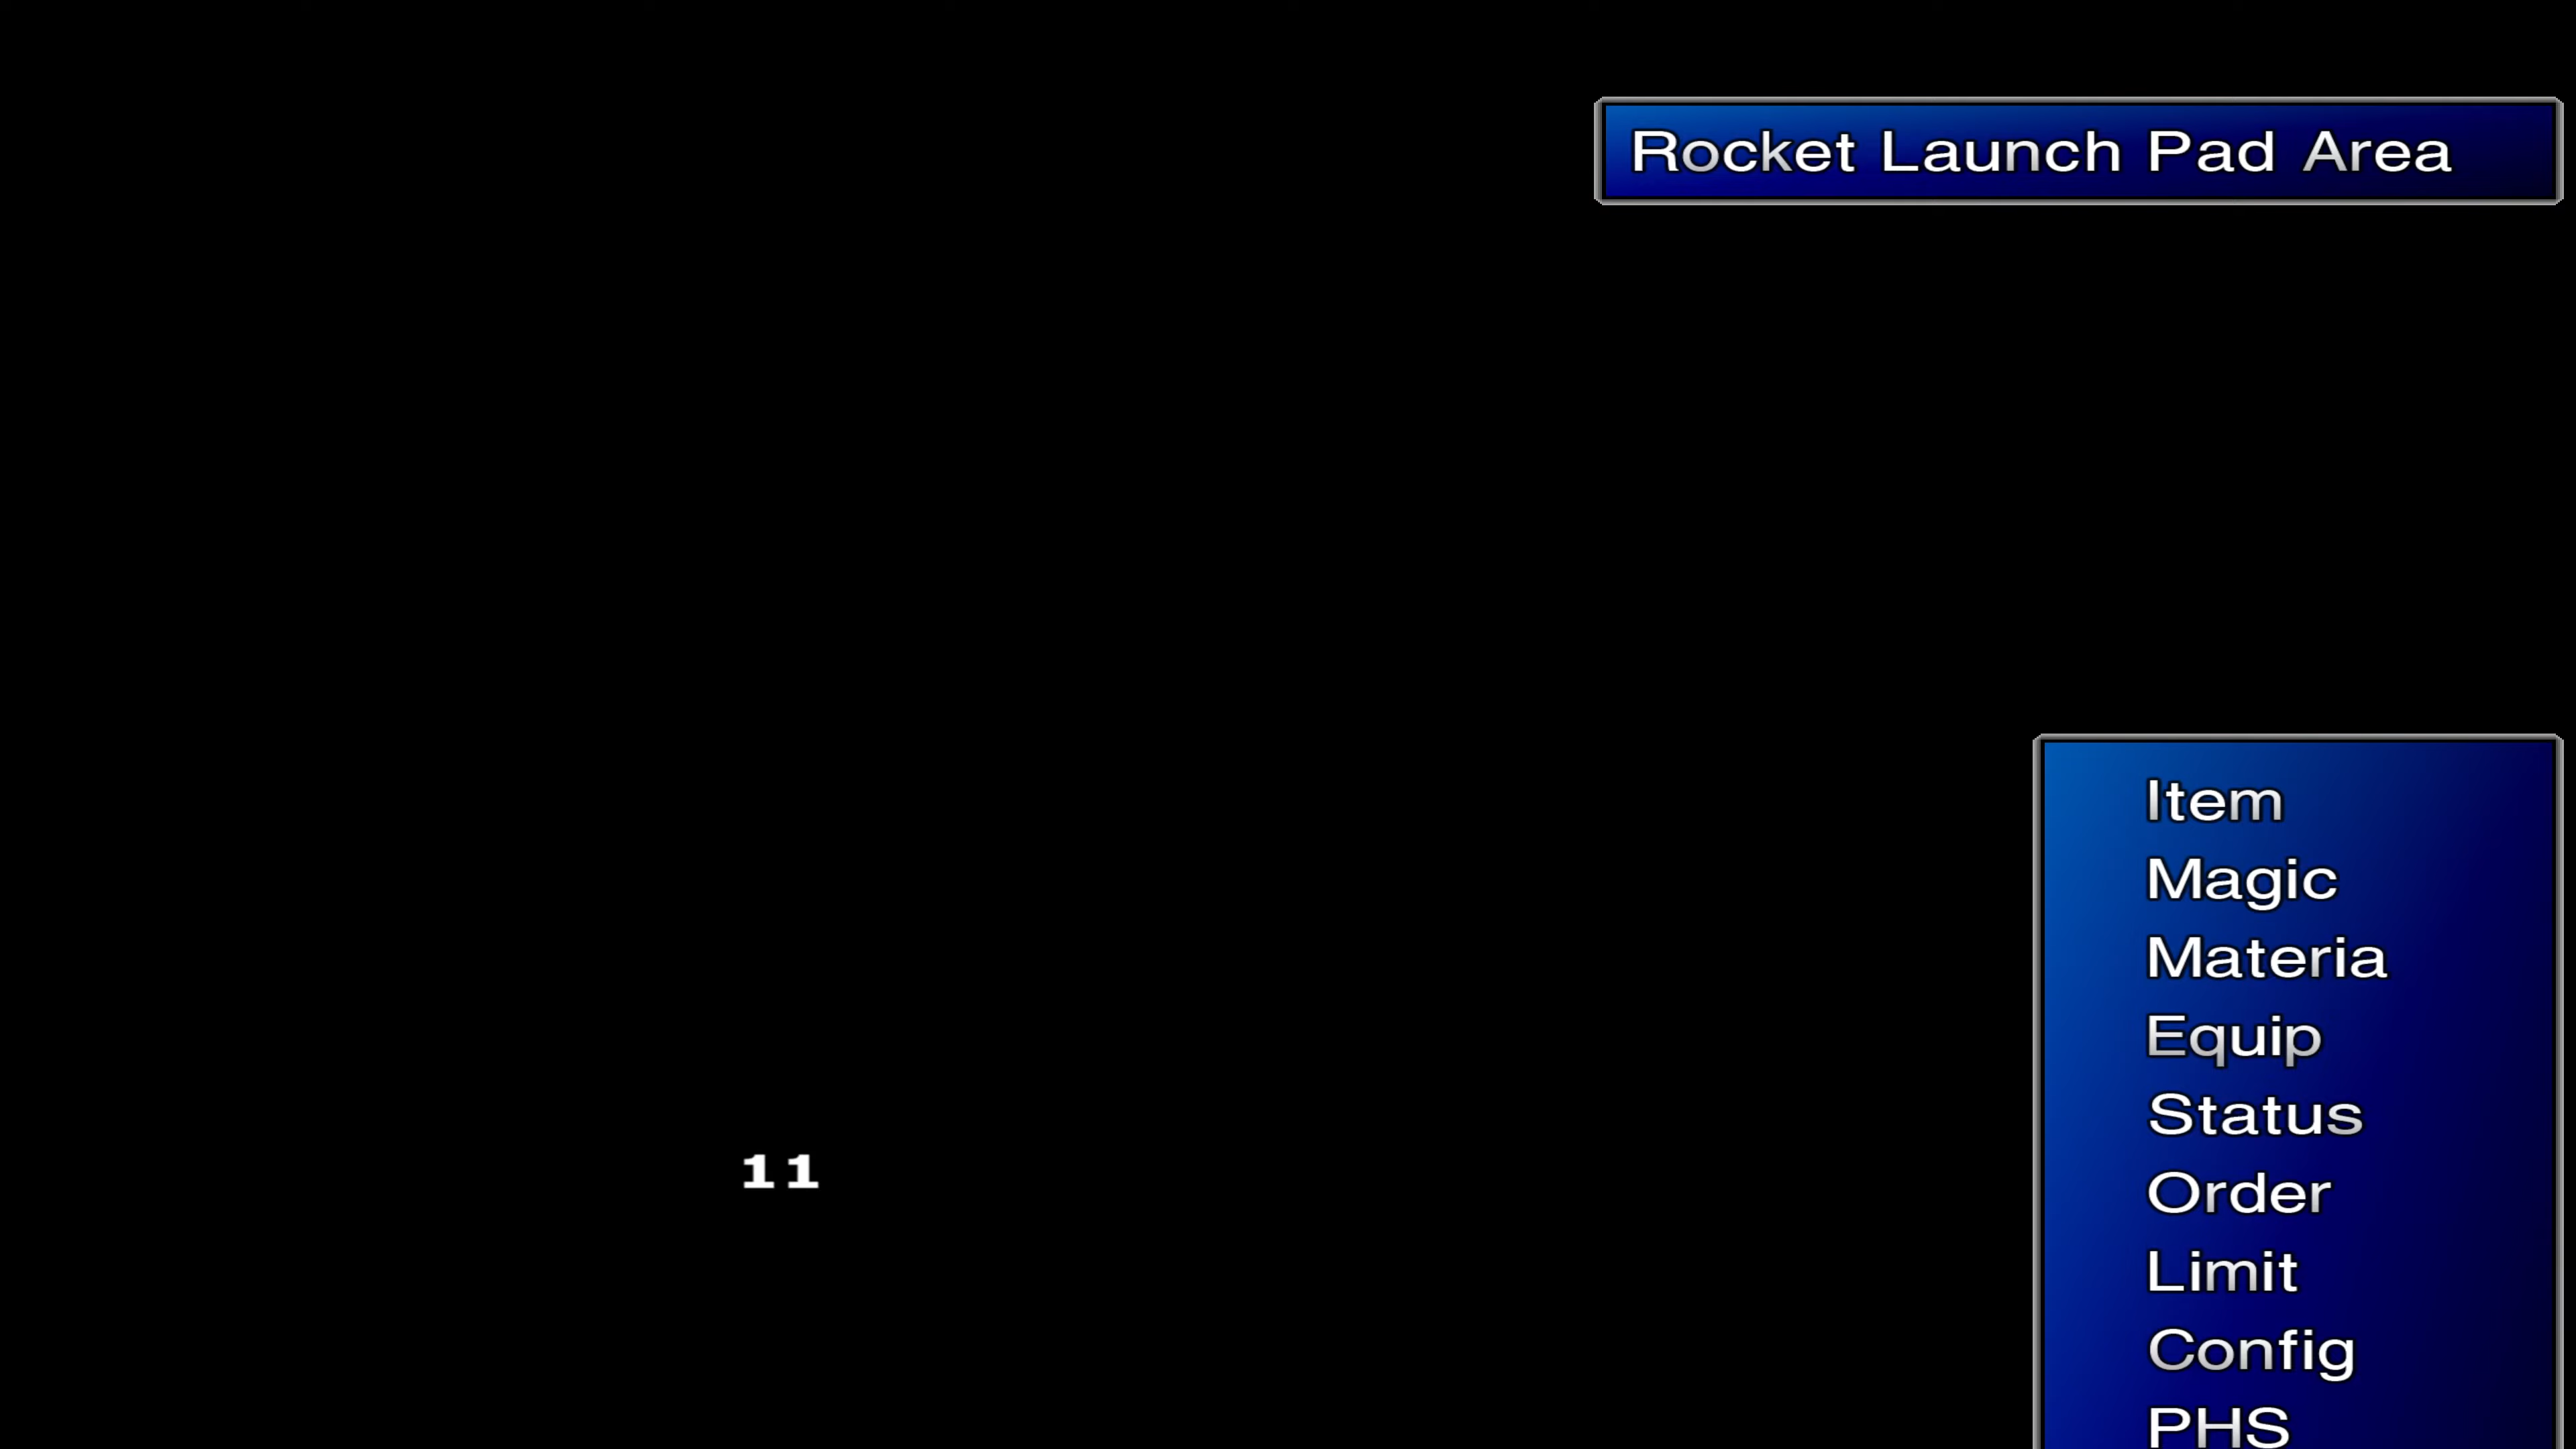 Rocket Launch Pad Area
Item
Magic
Materia
Equip
Status
11
Order
Limit
Config
PHS